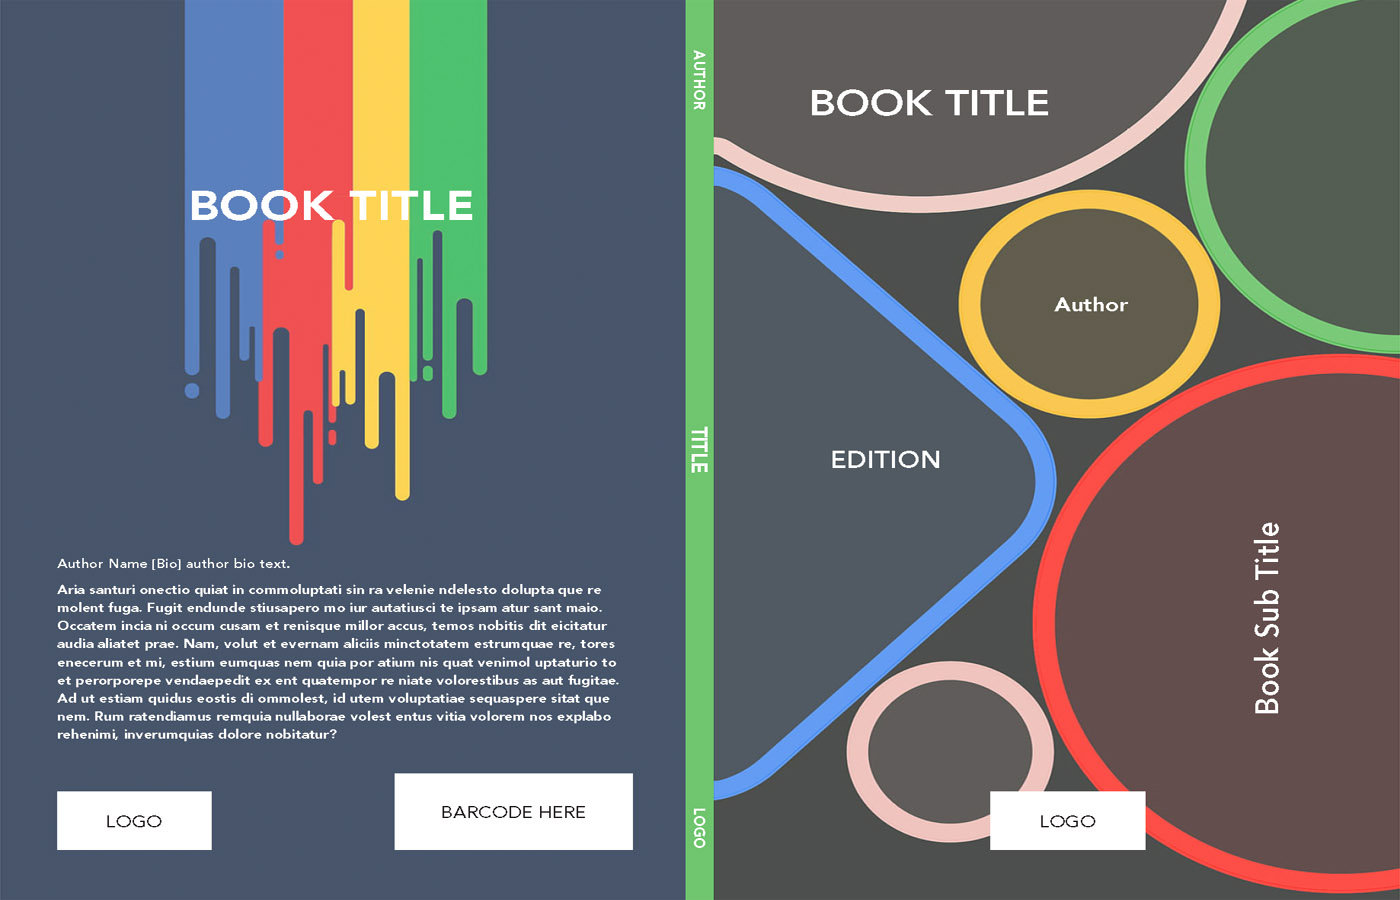 BOOK TITLE
Author Name [Bio] author bio text.
Aria santuri onectio quiat in commoluptati sin ra velenie ndelesto dolupta que re
molent fuga. Fugit endunde stiusapero mo iur autatiusci te ipsam atur sant maio.
Occatem incia ni occum cusam et renisque millor accus, temos nobitis dit eicitatur
audia aliatet prae. Nam, volut et evernam aliciis minctotatem estrumquae re, tores
enecerum et mi, estium eumquas nem quia por atium nis quat venimol uptaturio to
et perorporepe vendaepedit ex ent quatempor re niate volorestibus as aut fugitae.
Ad ut estiam quidus eostis di ommolest, id utem voluptatiae sequaspere sitat que
nem. Rum ratendiamus remquia nullaborae volest entus vitia volorem nos explabo
rehenimi, inverumquias dolore nobitatur?
LOGO
BARCODE HERE
AUTHOR
TITLE
LOGO
BOOK TITLE
Author
EDITION
Book Sub Title
LOGO